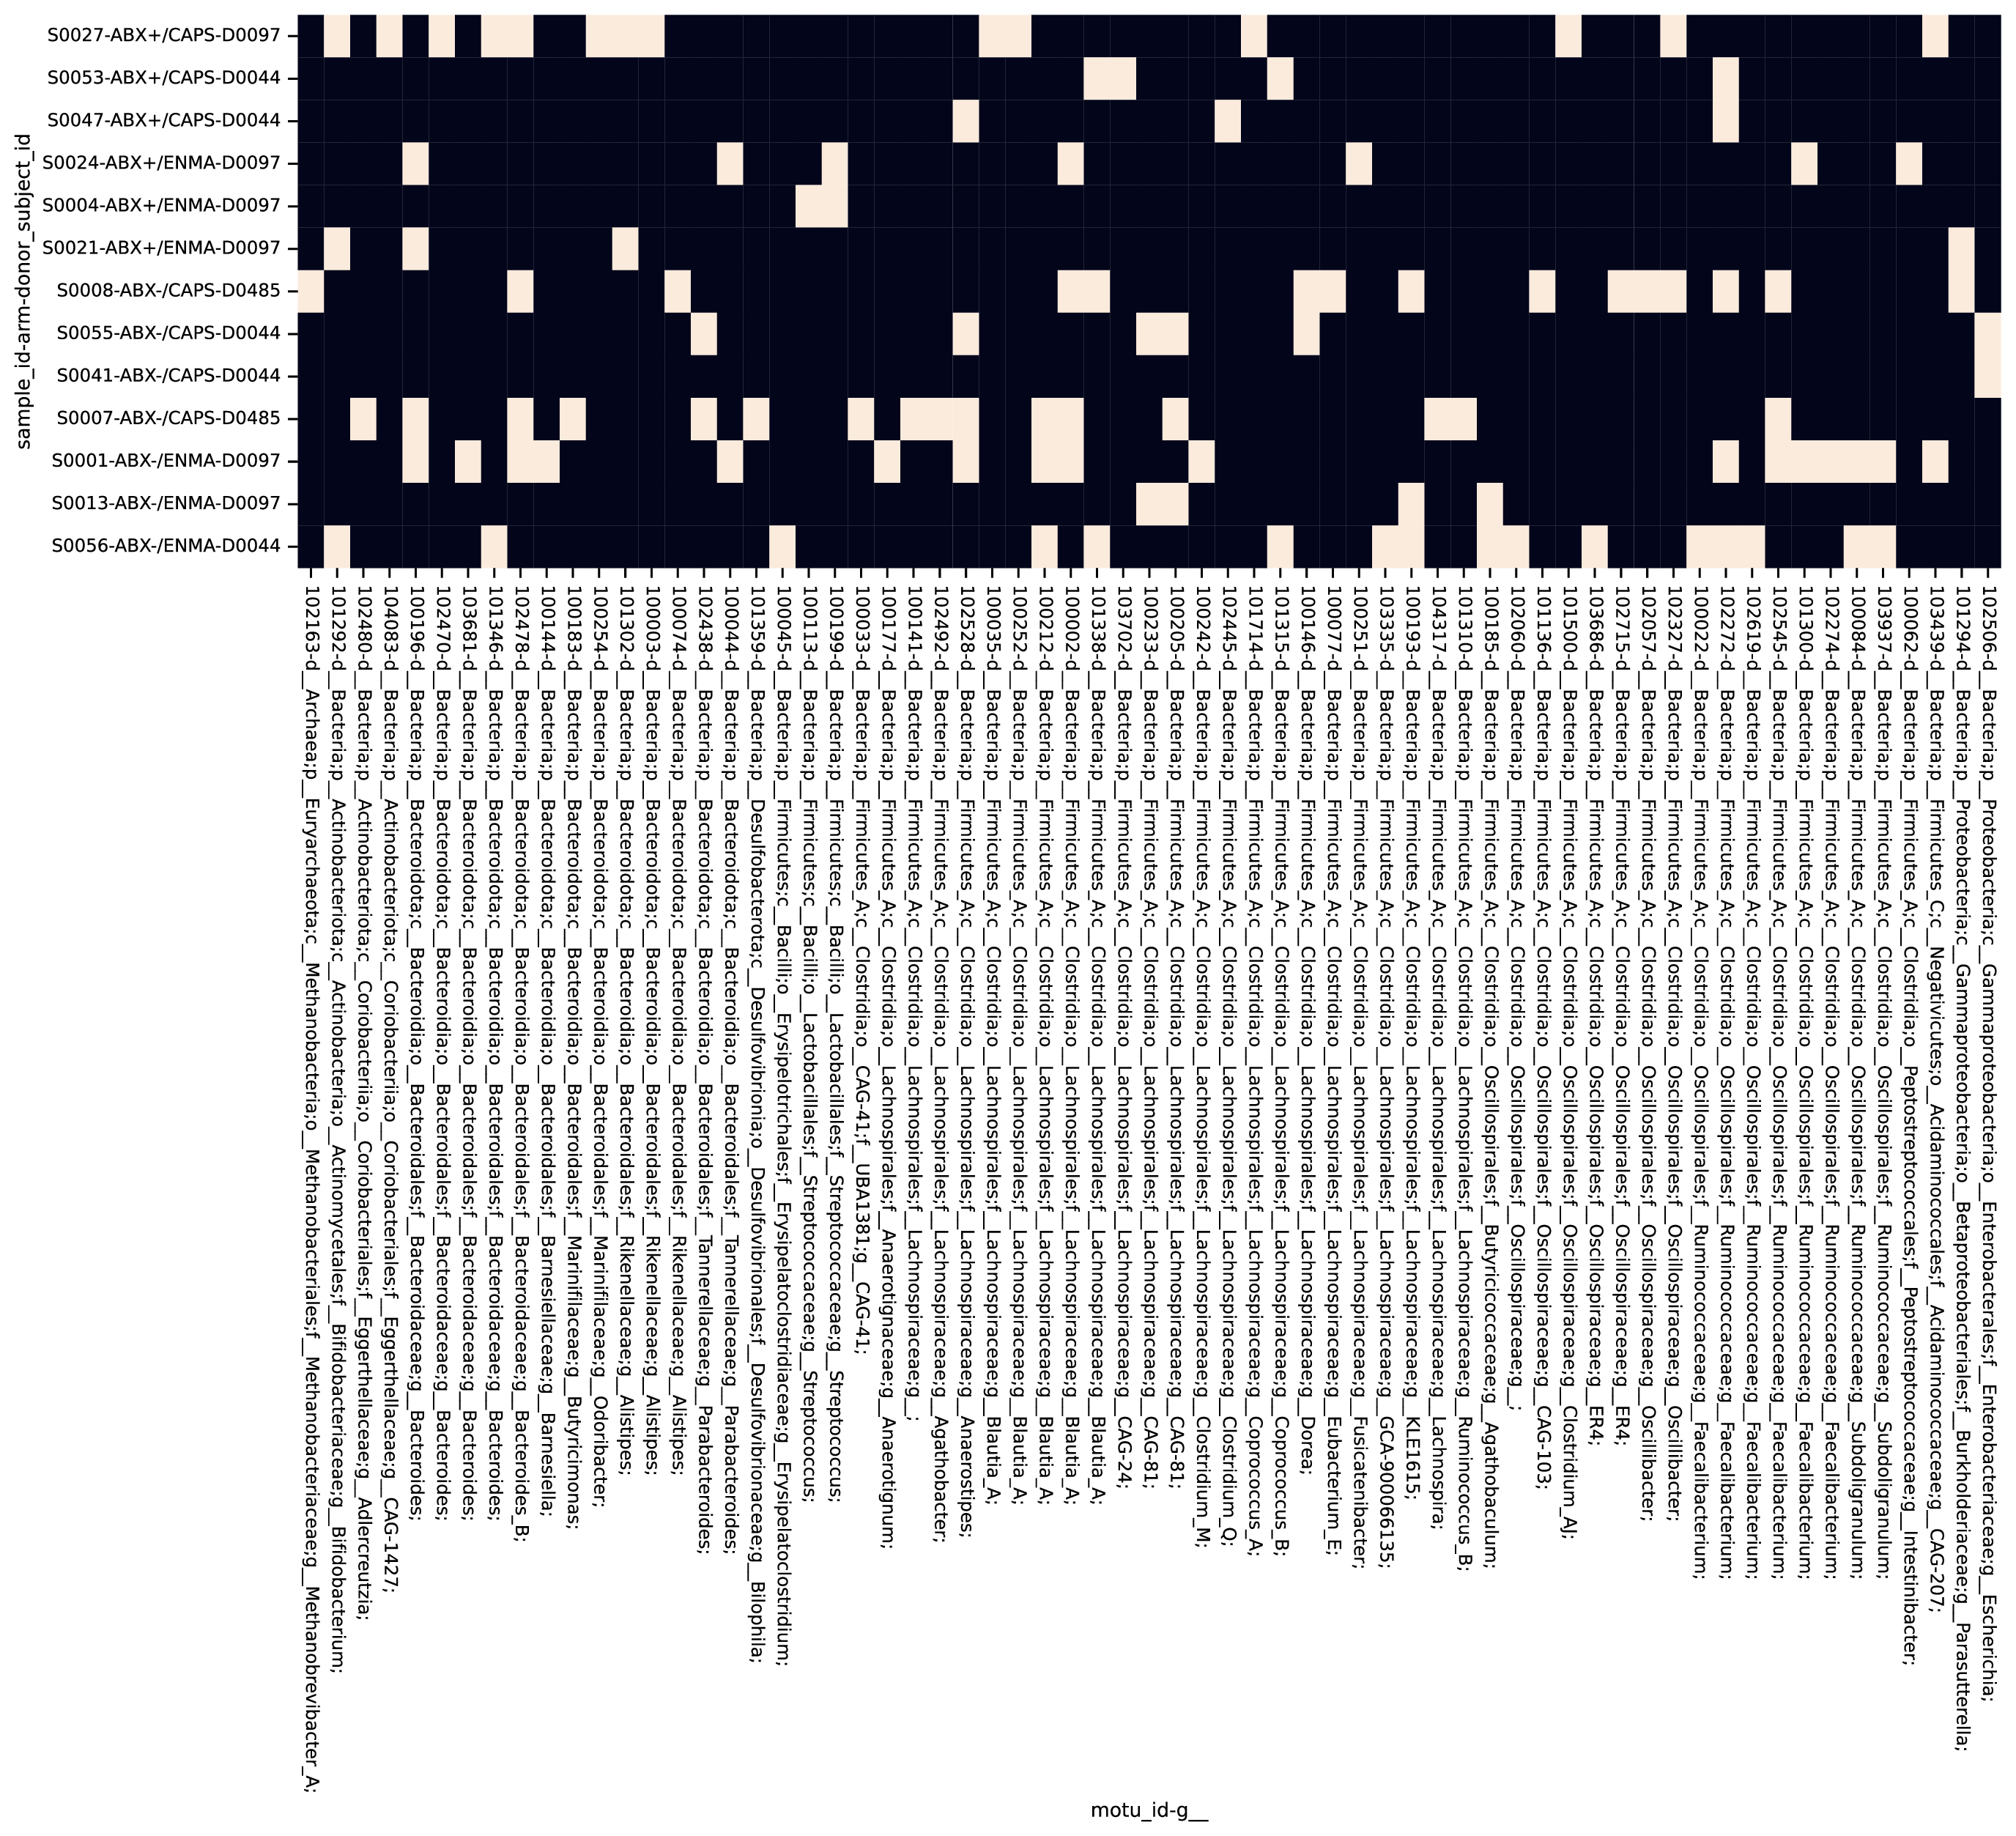 sample_id-arm-donor_subject_id
S0027-ABX+/CAPS-D0097
S0053-ABX+/CAPS-D0044
S0047-ABX+/CAPS-D0044
S0024-ABX+/ENMA-D0097
S0004-ABX+/ENMA-D0097
S0021-ABX+/ENMA-D0097
S0008-ABX-/CAPS-D0485
S0055-ABX-/CAPS-D0044
S0041-ABX-/CAPS-D0044
S0007-ABX-/CAPS-D0485
S0001-ABX-/ENMA-D0097
S0013-ABX-/ENMA-D0097
S0056-ABX-/ENMA-D0044
102163-d__Archaea;p__Euryarchaeota;c__Methanobacteria;o__Methanobacteriales;f__Methanobacteriaceae;g__Methanobrevibacter_A;
101292-d__Bacteria;p__Actinobacteriota;c__Actinobacteria;o__Actinomycetales;f__Bifidobacteriaceae;g__Bifidobacterium;
102480-d__Bacteria;p__Actinobacteriota;c__Coriobacteriia;o__Coriobacteriales;f__Eggerthellaceae;g__Adlercreutzia;
104083-d__Bacteria;p__Actinobacteriota;c__Coriobacteriia;o__Coriobacteriales;f__Eggerthellaceae;g__CAG-1427;
100196-d__Bacteria;p__Bacteroidota;c__Bacteroidia;o__Bacteroidales;f__Bacteroidaceae;g__Bacteroides;
102470-d__Bacteria;p__Bacteroidota;c__Bacteroidia;o__Bacteroidales;f__Bacteroidaceae;g__Bacteroides;
103681-d__Bacteria;p__Bacteroidota;c__Bacteroidia;o__Bacteroidales;f__Bacteroidaceae;g__Bacteroides;
101346-d__Bacteria;p__Bacteroidota;c__Bacteroidia;o__Bacteroidales;f__Bacteroidaceae;g__Bacteroides;
102478-d__Bacteria;p__Bacteroidota;c__Bacteroidia;o__Bacteroidales;f__Bacteroidaceae;g__Bacteroides_B;
100144-d__Bacteria;p__Bacteroidota;c__Bacteroidia;o__Bacteroidales;f__Barnesiellaceae;g__Barnesiella;
100183-d__Bacteria;p__Bacteroidota;c__Bacteroidia;o__Bacteroidales;f__Marinifilaceae;g__Butyricimonas;
100254-d__Bacteria;p__Bacteroidota;c__Bacteroidia;o__Bacteroidales;f__Marinifilaceae;g__Odoribacter;
101302-d__Bacteria;p__Bacteroidota;c__Bacteroidia;o__Bacteroidales;f__Rikenellaceae;g__Alistipes;
100003-d__Bacteria;p__Bacteroidota;c__Bacteroidia;o__Bacteroidales;f__Rikenellaceae;g__Alistipes;
100074-d__Bacteria;p__Bacteroidota;c__Bacteroidia;o__Bacteroidales;f__Rikenellaceae;g__Alistipes;
102438-d__Bacteria;p__Bacteroidota;c__Bacteroidia;o__Bacteroidales;f__Tannerellaceae;g__Parabacteroides;
100044-d__Bacteria;p__Bacteroidota;c__Bacteroidia;o__Bacteroidales;f__Tannerellaceae;g__Parabacteroides;
101359-d__Bacteria;p__Desulfobacterota;c__Desulfovibrionia;o__Desulfovibrionales;f__Desulfovibrionaceae;g__Bilophila;
100045-d__Bacteria;p__Firmicutes;c__Bacilli;o__Erysipelotrichales;f__Erysipelatoclostridiaceae;g__Erysipelatoclostridium;
100113-d__Bacteria;p__Firmicutes;c__Bacilli;o__Lactobacillales;f__Streptococcaceae;g__Streptococcus;
100199-d__Bacteria;p__Firmicutes;c__Bacilli;o__Lactobacillales;f__Streptococcaceae;g__Streptococcus;
100033-d__Bacteria;p__Firmicutes_A;c__Clostridia;o__CAG-41;f__UBA1381;g__CAG-41;
100177-d__Bacteria;p__Firmicutes_A;c__Clostridia;o__Lachnospirales;f__Anaerotignaceae;g__Anaerotignum;
100141-d__Bacteria;p__Firmicutes_A;c__Clostridia;o__Lachnospirales;f__Lachnospiraceae;g__;
102492-d__Bacteria;p__Firmicutes_A;c__Clostridia;o__Lachnospirales;f__Lachnospiraceae;g__Agathobacter;
102528-d__Bacteria;p__Firmicutes_A;c__Clostridia;o__Lachnospirales;f__Lachnospiraceae;g__Anaerostipes;
100035-d__Bacteria;p__Firmicutes_A;c__Clostridia;o__Lachnospirales;f__Lachnospiraceae;g__Blautia_A;
100252-d__Bacteria;p__Firmicutes_A;c__Clostridia;o__Lachnospirales;f__Lachnospiraceae;g__Blautia_A;
100212-d__Bacteria;p__Firmicutes_A;c__Clostridia;o__Lachnospirales;f__Lachnospiraceae;g__Blautia_A;
100002-d__Bacteria;p__Firmicutes_A;c__Clostridia;o__Lachnospirales;f__Lachnospiraceae;g__Blautia_A;
101338-d__Bacteria;p__Firmicutes_A;c__Clostridia;o__Lachnospirales;f__Lachnospiraceae;g__Blautia_A;
103702-d__Bacteria;p__Firmicutes_A;c__Clostridia;o__Lachnospirales;f__Lachnospiraceae;g__CAG-24;
100233-d__Bacteria;p__Firmicutes_A;c__Clostridia;o__Lachnospirales;f__Lachnospiraceae;g__CAG-81;
100205-d__Bacteria;p__Firmicutes_A;c__Clostridia;o__Lachnospirales;f__Lachnospiraceae;g__CAG-81;
100242-d__Bacteria;p__Firmicutes_A;c__Clostridia;o__Lachnospirales;f__Lachnospiraceae;g__Clostridium_M;
102445-d__Bacteria;p__Firmicutes_A;c__Clostridia;o__Lachnospirales;f__Lachnospiraceae;g__Clostridium_Q;
101714-d__Bacteria;p__Firmicutes_A;c__Clostridia;o__Lachnospirales;f__Lachnospiraceae;g__Coprococcus_A;
101315-d__Bacteria;p__Firmicutes_A;c__Clostridia;o__Lachnospirales;f__Lachnospiraceae;g__Coprococcus_B;
100146-d__Bacteria;p__Firmicutes_A;c__Clostridia;o__Lachnospirales;f__Lachnospiraceae;g__Dorea;
100077-d__Bacteria;p__Firmicutes_A;c__Clostridia;o__Lachnospirales;f__Lachnospiraceae;g__Eubacterium_E;
100251-d__Bacteria;p__Firmicutes_A;c__Clostridia;o__Lachnospirales;f__Lachnospiraceae;g__Fusicatenibacter;
103335-d__Bacteria;p__Firmicutes_A;c__Clostridia;o__Lachnospirales;f__Lachnospiraceae;g__GCA-900066135;
100193-d__Bacteria;p__Firmicutes_A;c__Clostridia;o__Lachnospirales;f__Lachnospiraceae;g__KLE1615;
104317-d__Bacteria;p__Firmicutes_A;c__Clostridia;o__Lachnospirales;f__Lachnospiraceae;g__Lachnospira;
101310-d__Bacteria;p__Firmicutes_A;c__Clostridia;o__Lachnospirales;f__Lachnospiraceae;g__Ruminococcus_B;
100185-d__Bacteria;p__Firmicutes_A;c__Clostridia;o__Oscillospirales;f__Butyricicoccaceae;g__Agathobaculum;
102060-d__Bacteria;p__Firmicutes_A;c__Clostridia;o__Oscillospirales;f__Oscillospiraceae;g__;
101136-d__Bacteria;p__Firmicutes_A;c__Clostridia;o__Oscillospirales;f__Oscillospiraceae;g__CAG-103;
101500-d__Bacteria;p__Firmicutes_A;c__Clostridia;o__Oscillospirales;f__Oscillospiraceae;g__Clostridium_AJ;
103686-d__Bacteria;p__Firmicutes_A;c__Clostridia;o__Oscillospirales;f__Oscillospiraceae;g__ER4;
102715-d__Bacteria;p__Firmicutes_A;c__Clostridia;o__Oscillospirales;f__Oscillospiraceae;g__ER4;
102057-d__Bacteria;p__Firmicutes_A;c__Clostridia;o__Oscillospirales;f__Oscillospiraceae;g__Oscillibacter;
102327-d__Bacteria;p__Firmicutes_A;c__Clostridia;o__Oscillospirales;f__Oscillospiraceae;g__Oscillibacter;
100022-d__Bacteria;p__Firmicutes_A;c__Clostridia;o__Oscillospirales;f__Ruminococcaceae;g__Faecalibacterium;
102272-d__Bacteria;p__Firmicutes_A;c__Clostridia;o__Oscillospirales;f__Ruminococcaceae;g__Faecalibacterium;
102619-d__Bacteria;p__Firmicutes_A;c__Clostridia;o__Oscillospirales;f__Ruminococcaceae;g__Faecalibacterium;
102545-d__Bacteria;p__Firmicutes_A;c__Clostridia;o__Oscillospirales;f__Ruminococcaceae;g__Faecalibacterium;
101300-d__Bacteria;p__Firmicutes_A;c__Clostridia;o__Oscillospirales;f__Ruminococcaceae;g__Faecalibacterium;
102274-d__Bacteria;p__Firmicutes_A;c__Clostridia;o__Oscillospirales;f__Ruminococcaceae;g__Faecalibacterium;
100084-d__Bacteria;p__Firmicutes_A;c__Clostridia;o__Oscillospirales;f__Ruminococcaceae;g__Subdoligranulum;
103937-d__Bacteria;p__Firmicutes_A;c__Clostridia;o__Oscillospirales;f__Ruminococcaceae;g__Subdoligranulum;
100062-d__Bacteria;p__Firmicutes_A;c__Clostridia;o__Peptostreptococcales;f__Peptostreptococcaceae;g__Intestinibacter;
103439-d__Bacteria;p__Firmicutes_C;c__Negativicutes;o__Acidaminococcales;f__Acidaminococcaceae;g__CAG-207;
101294-d__Bacteria;p__Proteobacteria;c__Gammaproteobacteria;o__Betaproteobacteriales;f__Burkholderiaceae;g__Parasutterella;
102506-d__Bacteria;p__Proteobacteria;c__Gammaproteobacteria;o__Enterobacterales;f__Enterobacteriaceae;g__Escherichia;
motu_id-g__